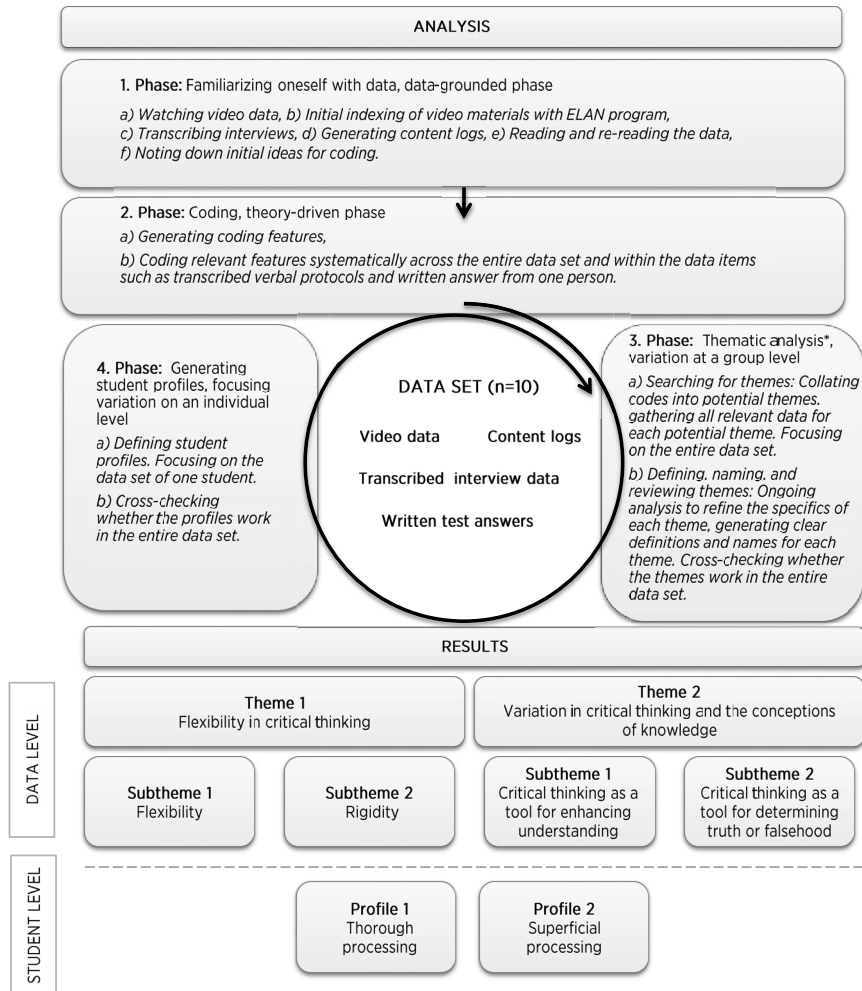 ANALYSIS
1. Phase: Familiarizing oneself with data, data-grounded phase
a) Watching video data, b) Initial indexing of video materials with ELAN program,
c) Transcribing interviews, d) Generating content logs, e) Reading and re-reading the data,
f) Noting down initial ideas for coding.
2. Phase: Coding, theory-driven phase
a) Generating coding features,
b) Coding relevant features systematically across the entire data set and within the data items
such as transcribed verbal protocols and written answer from one person.
4. Phase: Generating
student profiles, focusing
variation on an individual
level
a) Defining student
profiles. Focusing on the
data set of one student.
b) Cross-checking
whether the profiles work
in the entire data set.
DATA SET (n=10)
Video data Content logs
Transcribed interview data
Written test answers
3. Phase: Thematic analysis*,
variation at a group level
a) Searching for themes: Collating
codes into potential themes.
gathering all relevant data for
each potential theme. Focusing
on the entire data set.
b) Defining, naming, and
reviewing themes: Ongoing
analysis to refine the specifics of
each theme, generating clear
definitions and names for each
theme. Cross-checking whether
the themes work in the entire
data set.
RESULTS
DATA LEVEL
Theme 1
Flexibility in critical thinking
Theme 2
Variation in critical thinking and the conceptions
of knowledge
Subtheme 1
Flexibility
Subtheme 2
Rigidity
Subtheme 1
Critical thinking as a
tool for enhancing
understanding
Subtheme 2
Critical thinking as a
tool for determining
truth or falsehood
STUDENT LEVEL
Profile 1
Thorough
processing
Profile 2
Superficial
processing